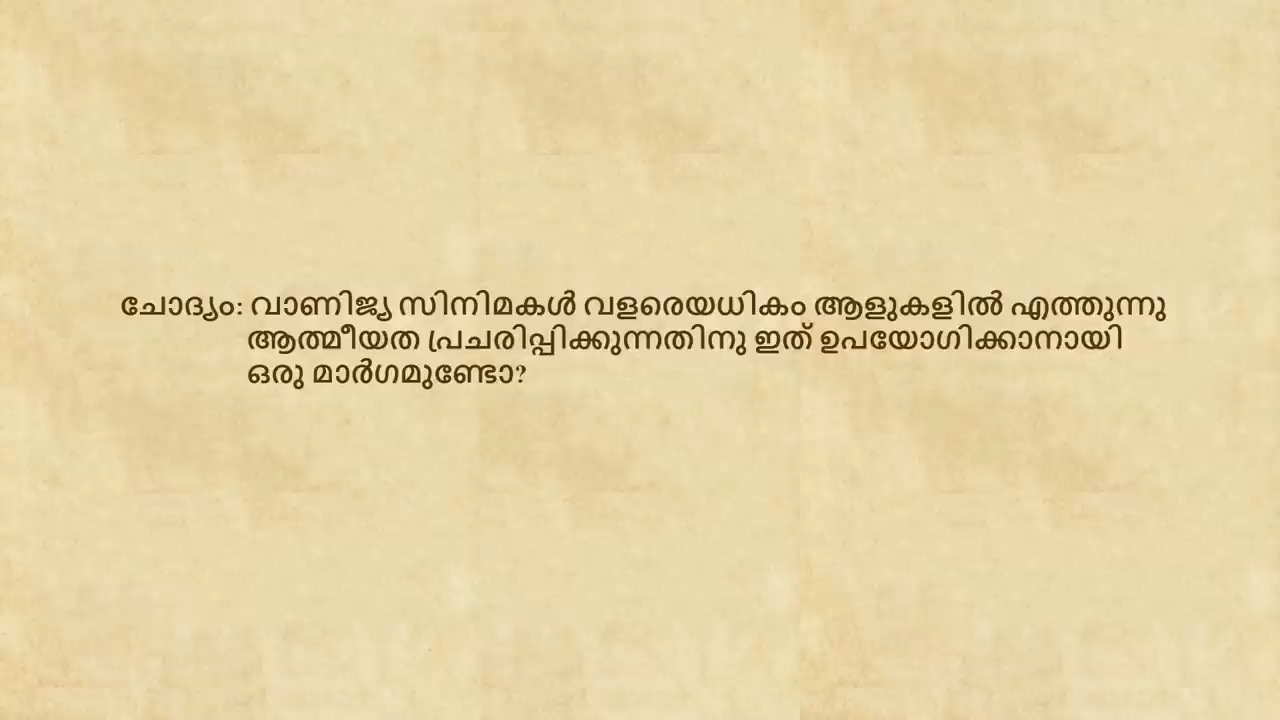 ചോദ്യം: വാണിജ്യ സിനിമകൾ വളരെയധികം ആളുകളിൽ എത്തുന്നു
ആത്മീയത പ്രചരിപ്പിക്കുന്നതിനു ഇത് ഉപയോഗിക്കാനായി
ഒരു മാർഗമുണ്ടോ?